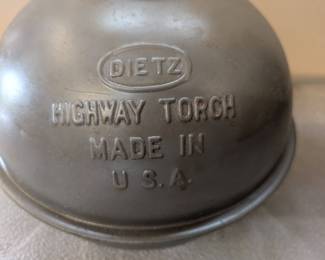 DIETZ
HIGHWAY TORCH
MADE IN
U S.A